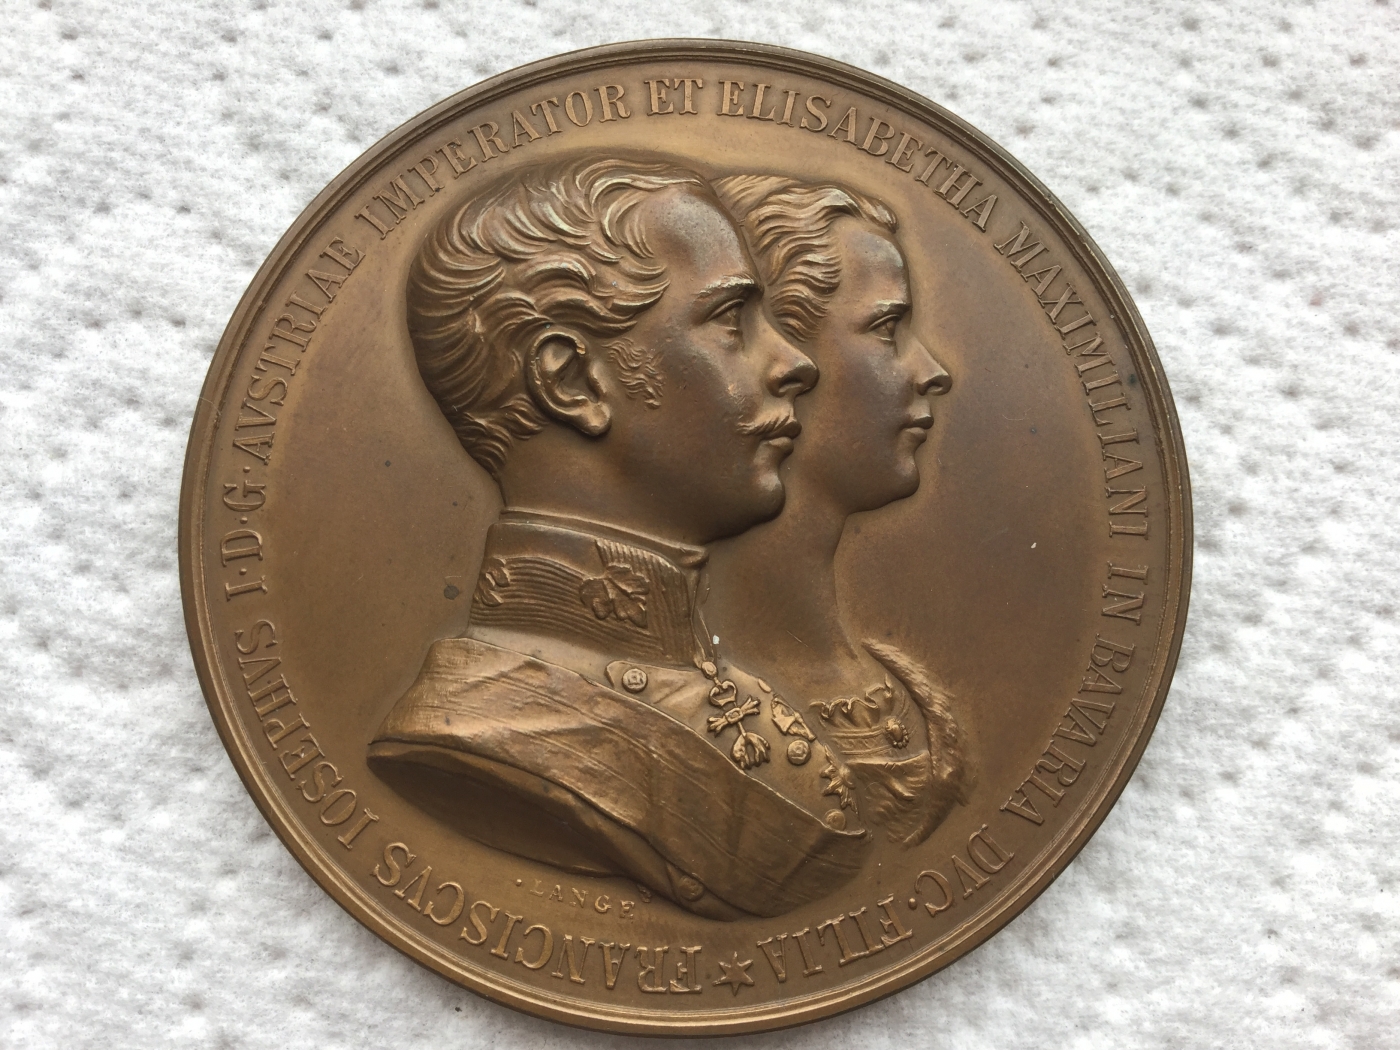 FRANCISCVS IOSEPHVS I·D·G·AVSTRIAE IMPERATOR ET ELISABETHA MAXIMILIANI IN BAVARIA DVC·FILIA ★
·LANGE